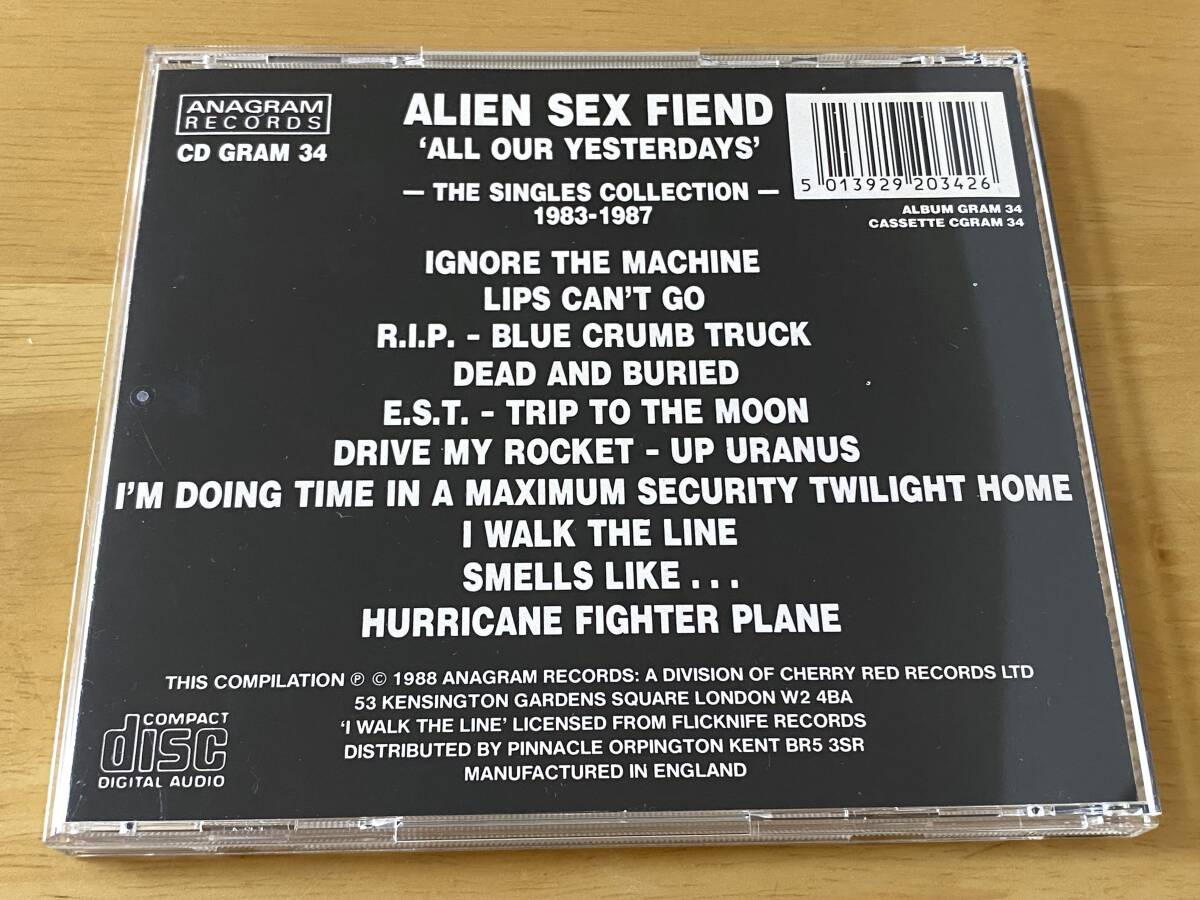 ANAGRAM
RECORDS
CD GRAM 34
ALIEN SEX FIEND
‘ALL OUR YESTERDAYS’
— THE SINGLES COLLECTION —
1983-1987
5 013929 203426
ALBUM GRAM 34
CASSETTE CGRAM 34
IGNORE THE MACHINE
LIPS CAN'T GO
R.I.P. - BLUE CRUMB TRUCK
DEAD AND BURIED
E.S.T. - TRIP TO THE MOON
DRIVE MY ROCKET - UP URANUS
I'M DOING TIME IN A MAXIMUM SECURITY TWILIGHT HOME
I WALK THE LINE
SMELLS LIKE . . .
HURRICANE FIGHTER PLANE
THIS COMPILATION ℗ © 1988 ANAGRAM RECORDS: A DIVISION OF CHERRY RED RECORDS LTD
53 KENSINGTON GARDENS SQUARE LONDON W2 4BA
‘I WALK THE LINE’ LICENSED FROM FLICKNIFE RECORDS
DISTRIBUTED BY PINNACLE ORPINGTON KENT BR5 3SR
MANUFACTURED IN ENGLAND
COMPACT
disc
DIGITAL AUDIO